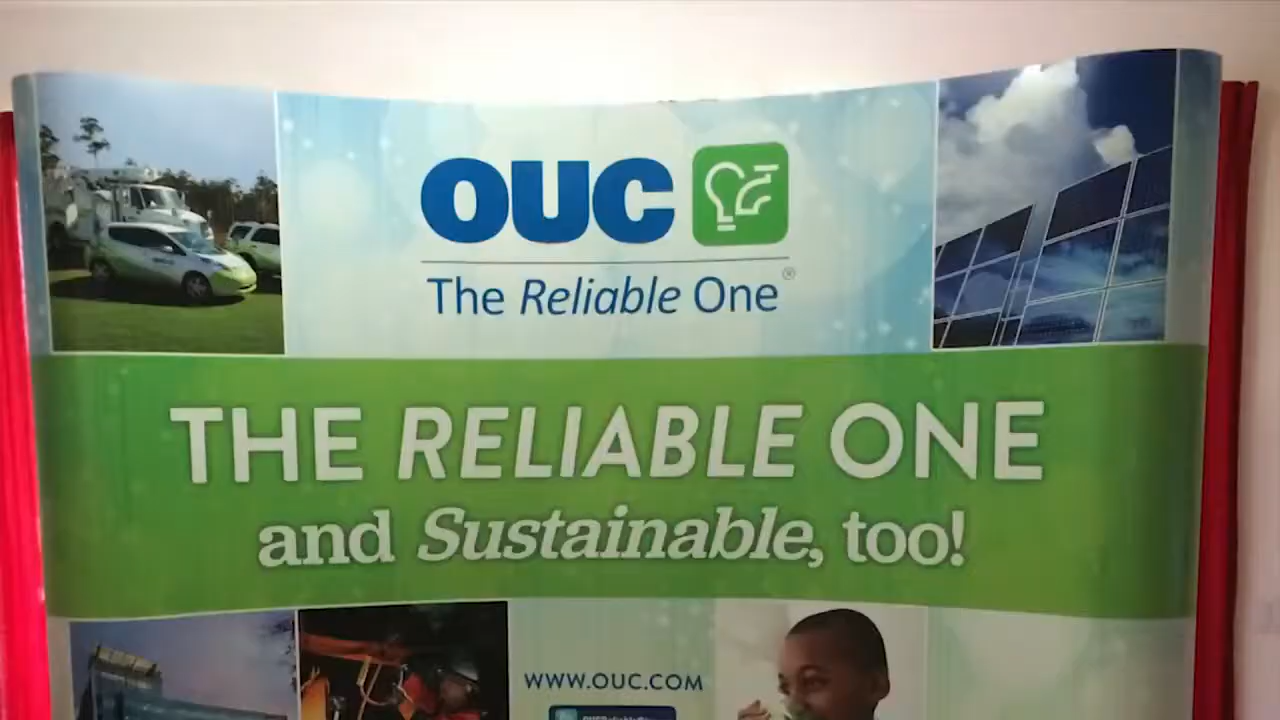 OUC
The Reliable One®
THE RELIABLE ONE
and Sustainable, too!
WWW.OUC.COM